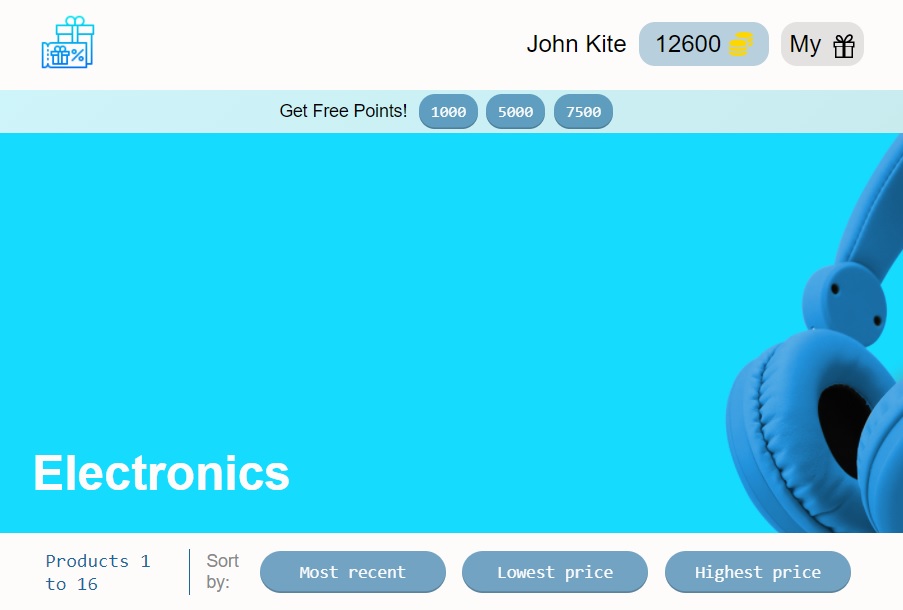 John Kite 12600 My
Get Free Points! 1000 5000 7500
Electronics
Products 1
to 16
Sort
by:
Most recent Lowest price Highest price